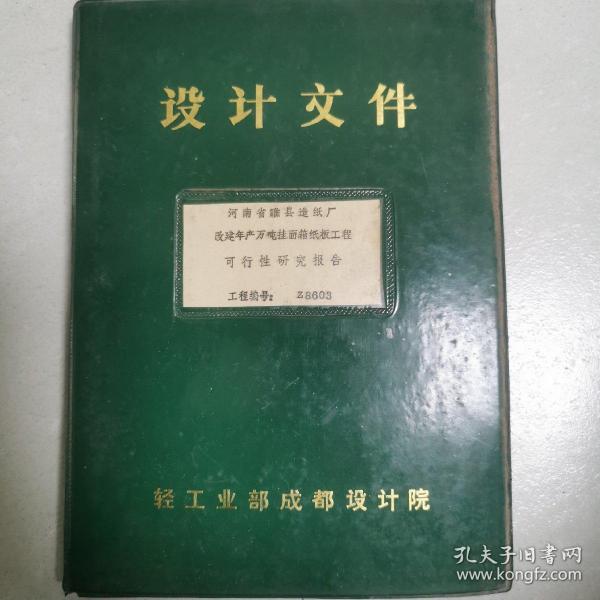 设计文件
河南省睢县造纸厂
改建年产万吨挂面箱纸板工程
可行性研究报告
工程编号：Z8603
轻工业部成都设计院
孔夫子旧书网
www.kongfz.com